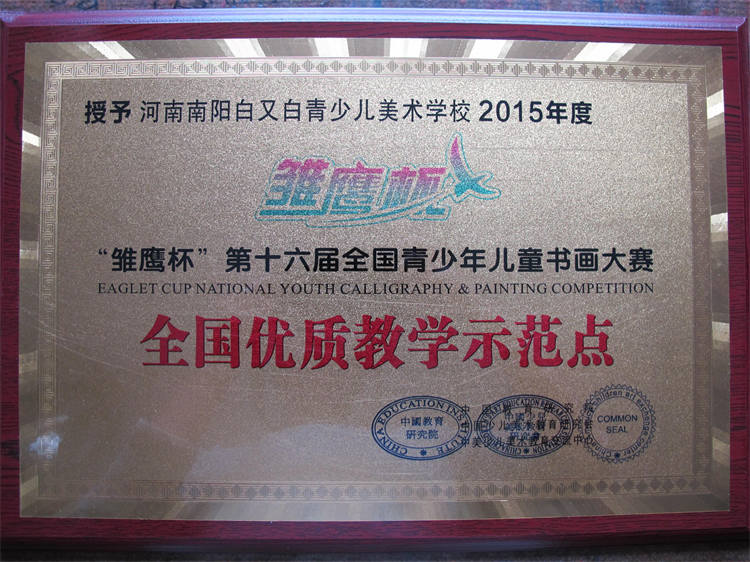 授予 河南南阳白又白青少儿美术学校 2015年度
雏鹰杯
“雏鹰杯”第十六届全国青少年儿童书画大赛
EAGLET CUP NATIONAL YOUTH CALLIGRAPHY & PAINTING COMPETITION
全国优质教学示范点
CHINA EDUCATION INSTITUTE
中國教育
研究院
COMMON
SEAL